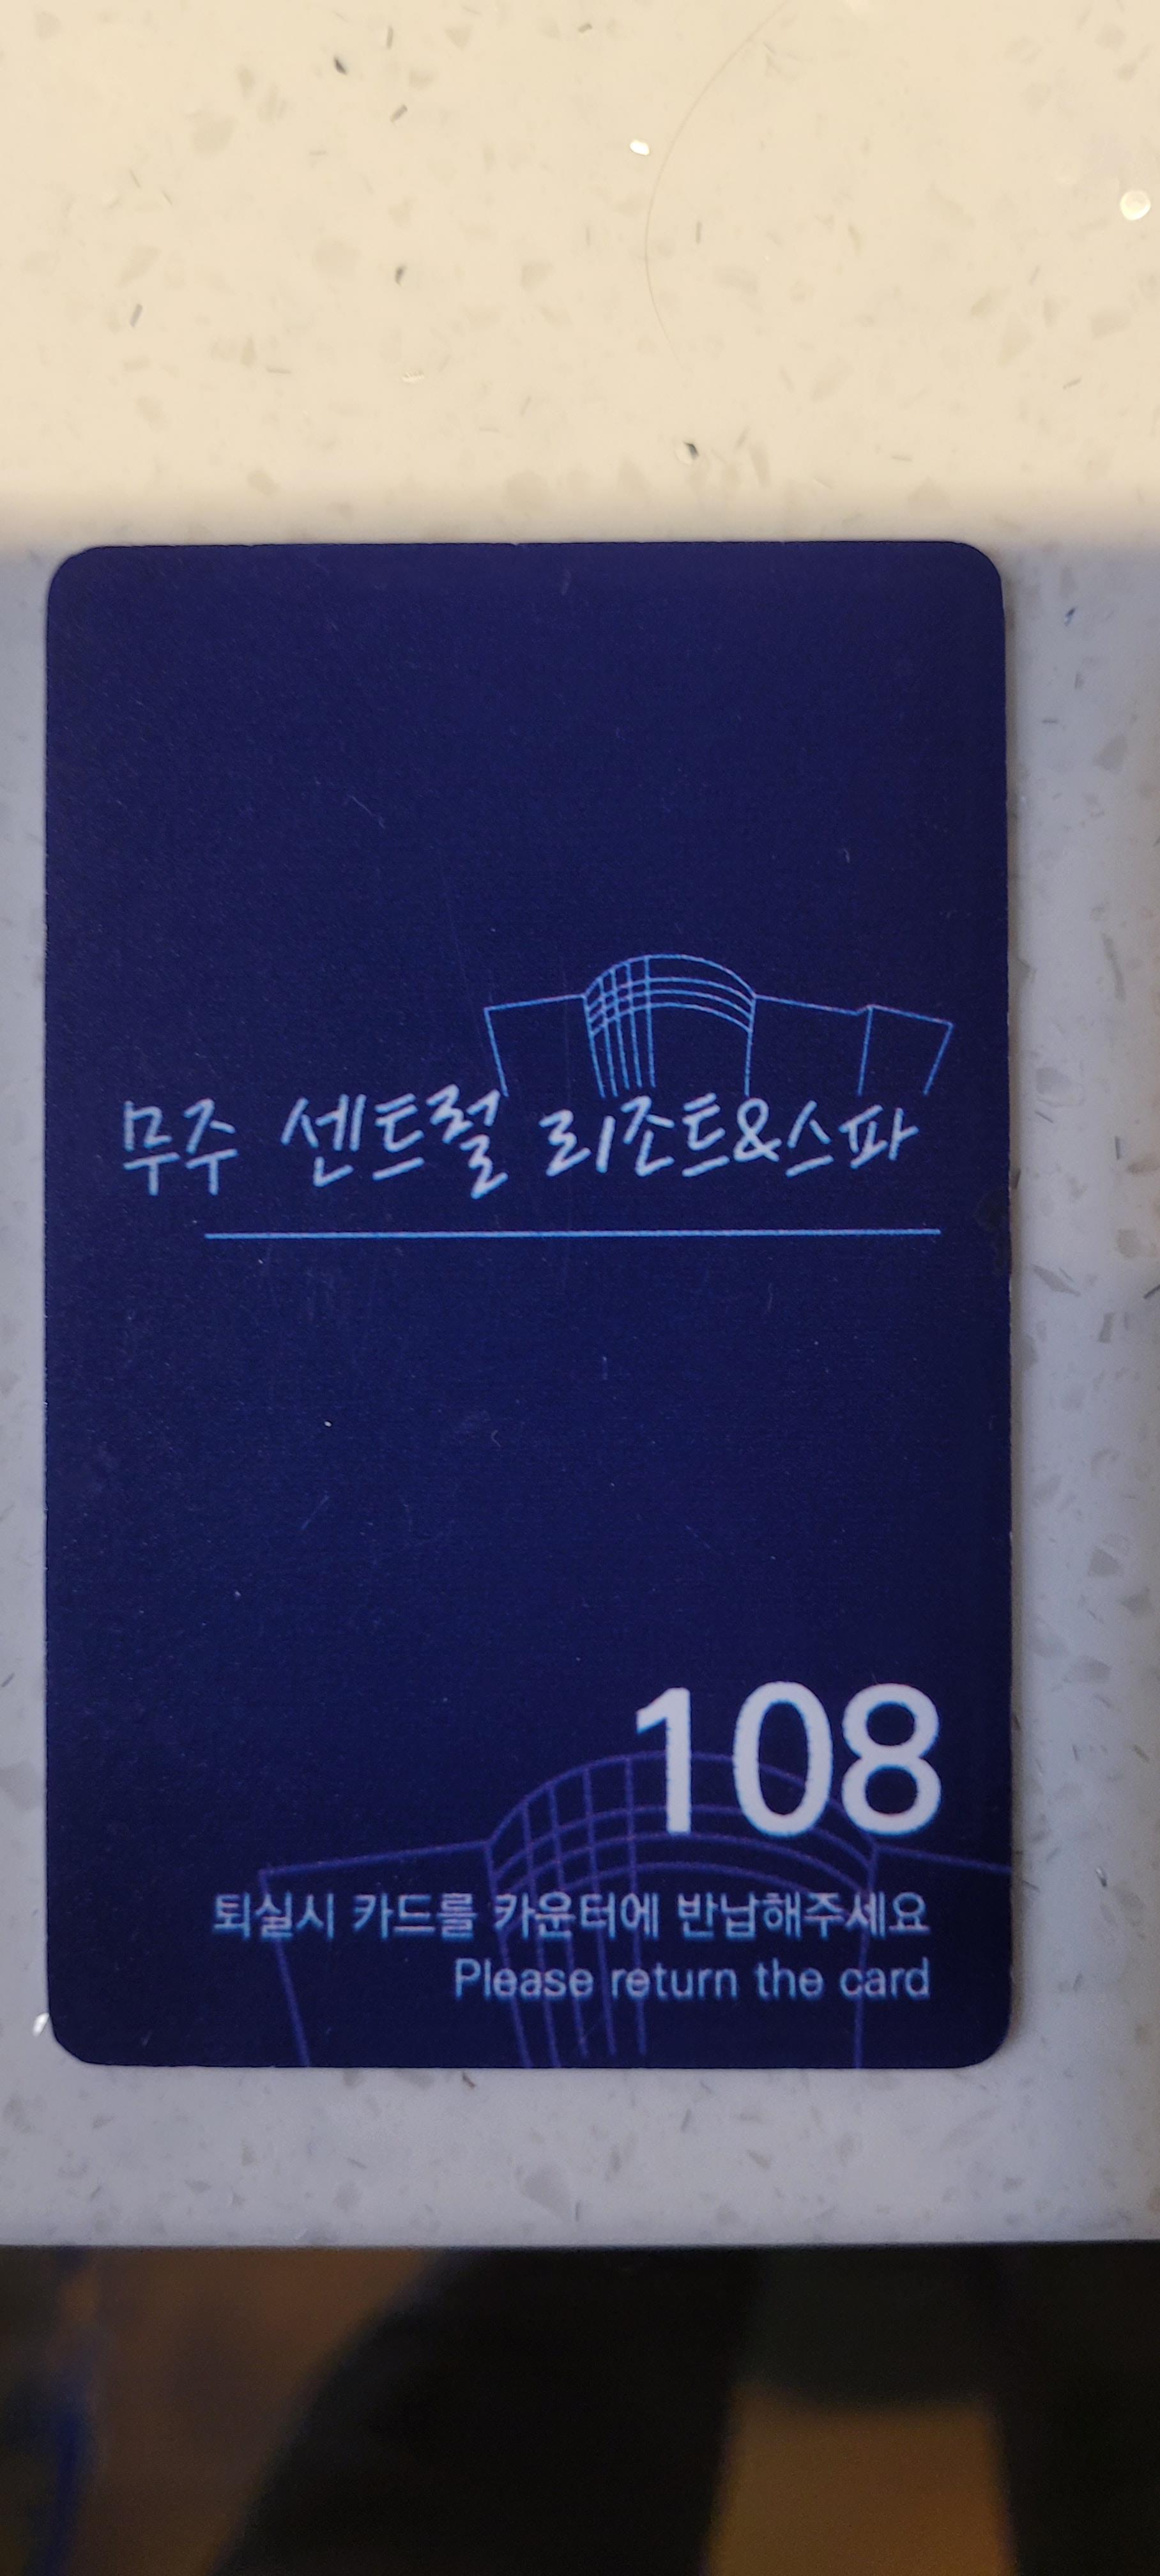 무주 센트럴 리조트&스파
108
퇴실시 카드를 카운터에 반납해주세요
Please return the card